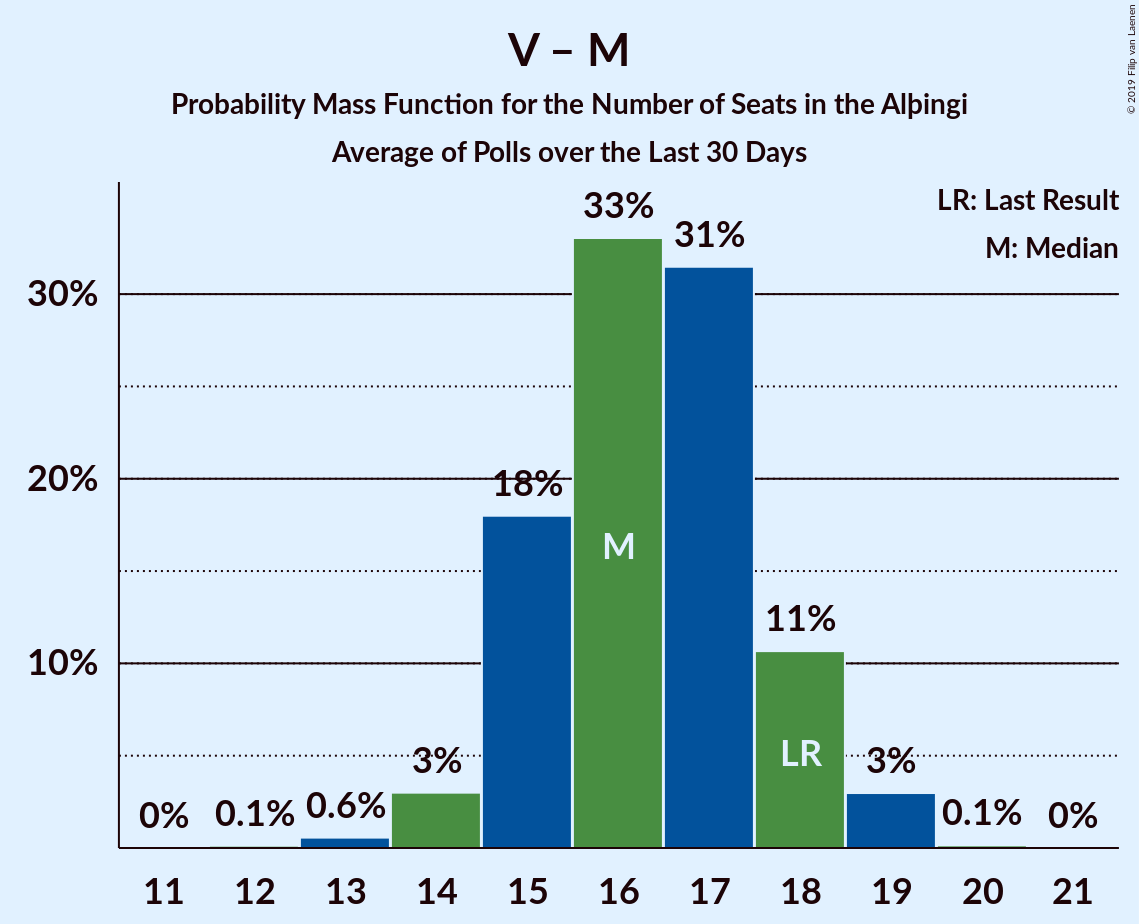 V – M
Probability Mass Function for the Number of Seats in the Alþingi
Average of Polls over the Last 30 Days
© 2019 Filip van Laenen
LR: Last Result
M: Median
30%
20%
10%
0%
0.1%
0.6%
3%
18%
33%
31%
11%
3%
0.1%
0%
M
LR
11 12 13 14 15 16 17 18 19 20 21